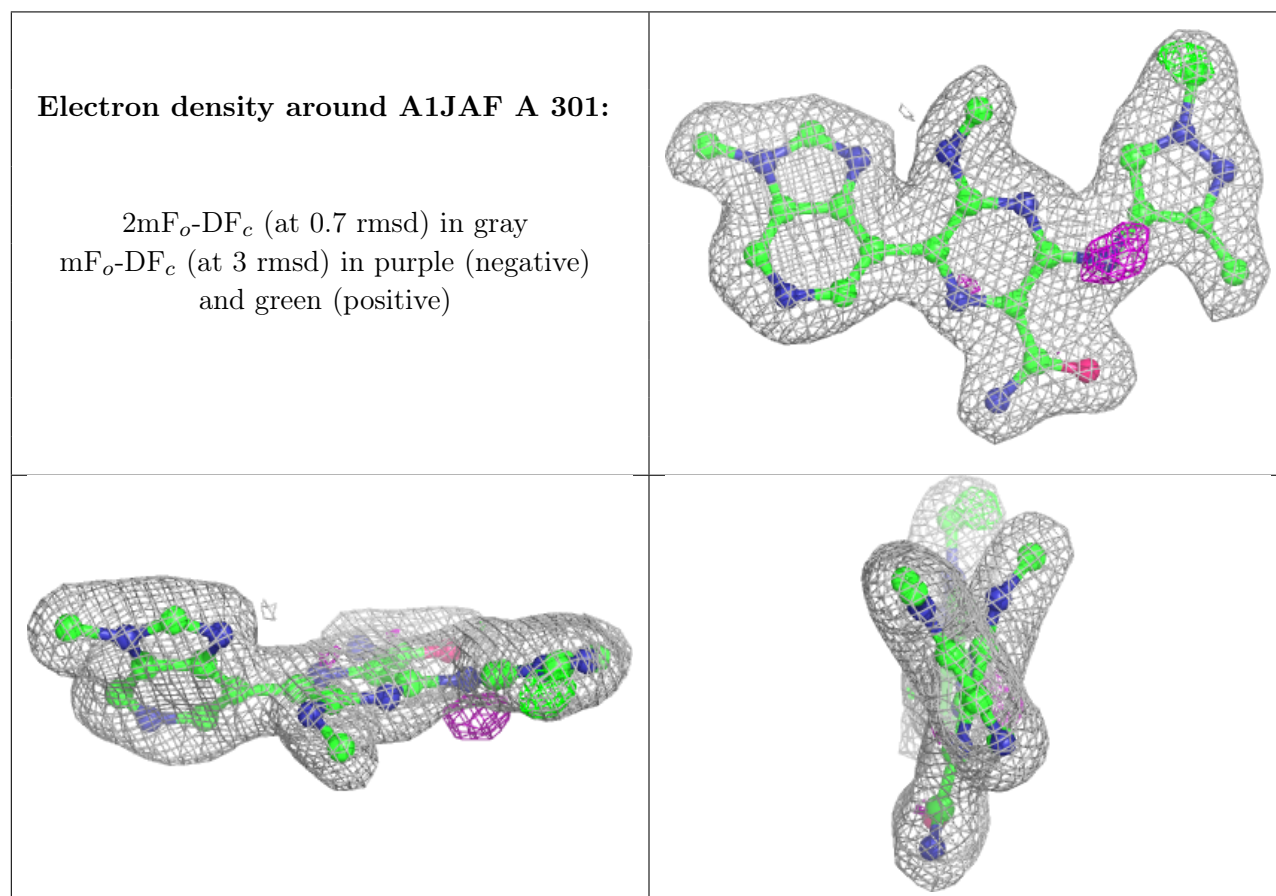 Electron density around A1JAF A 301:
2mFo-DFc (at 0.7 rmsd) in gray
mFo-DFc (at 3 rmsd) in purple (negative)
and green (positive)